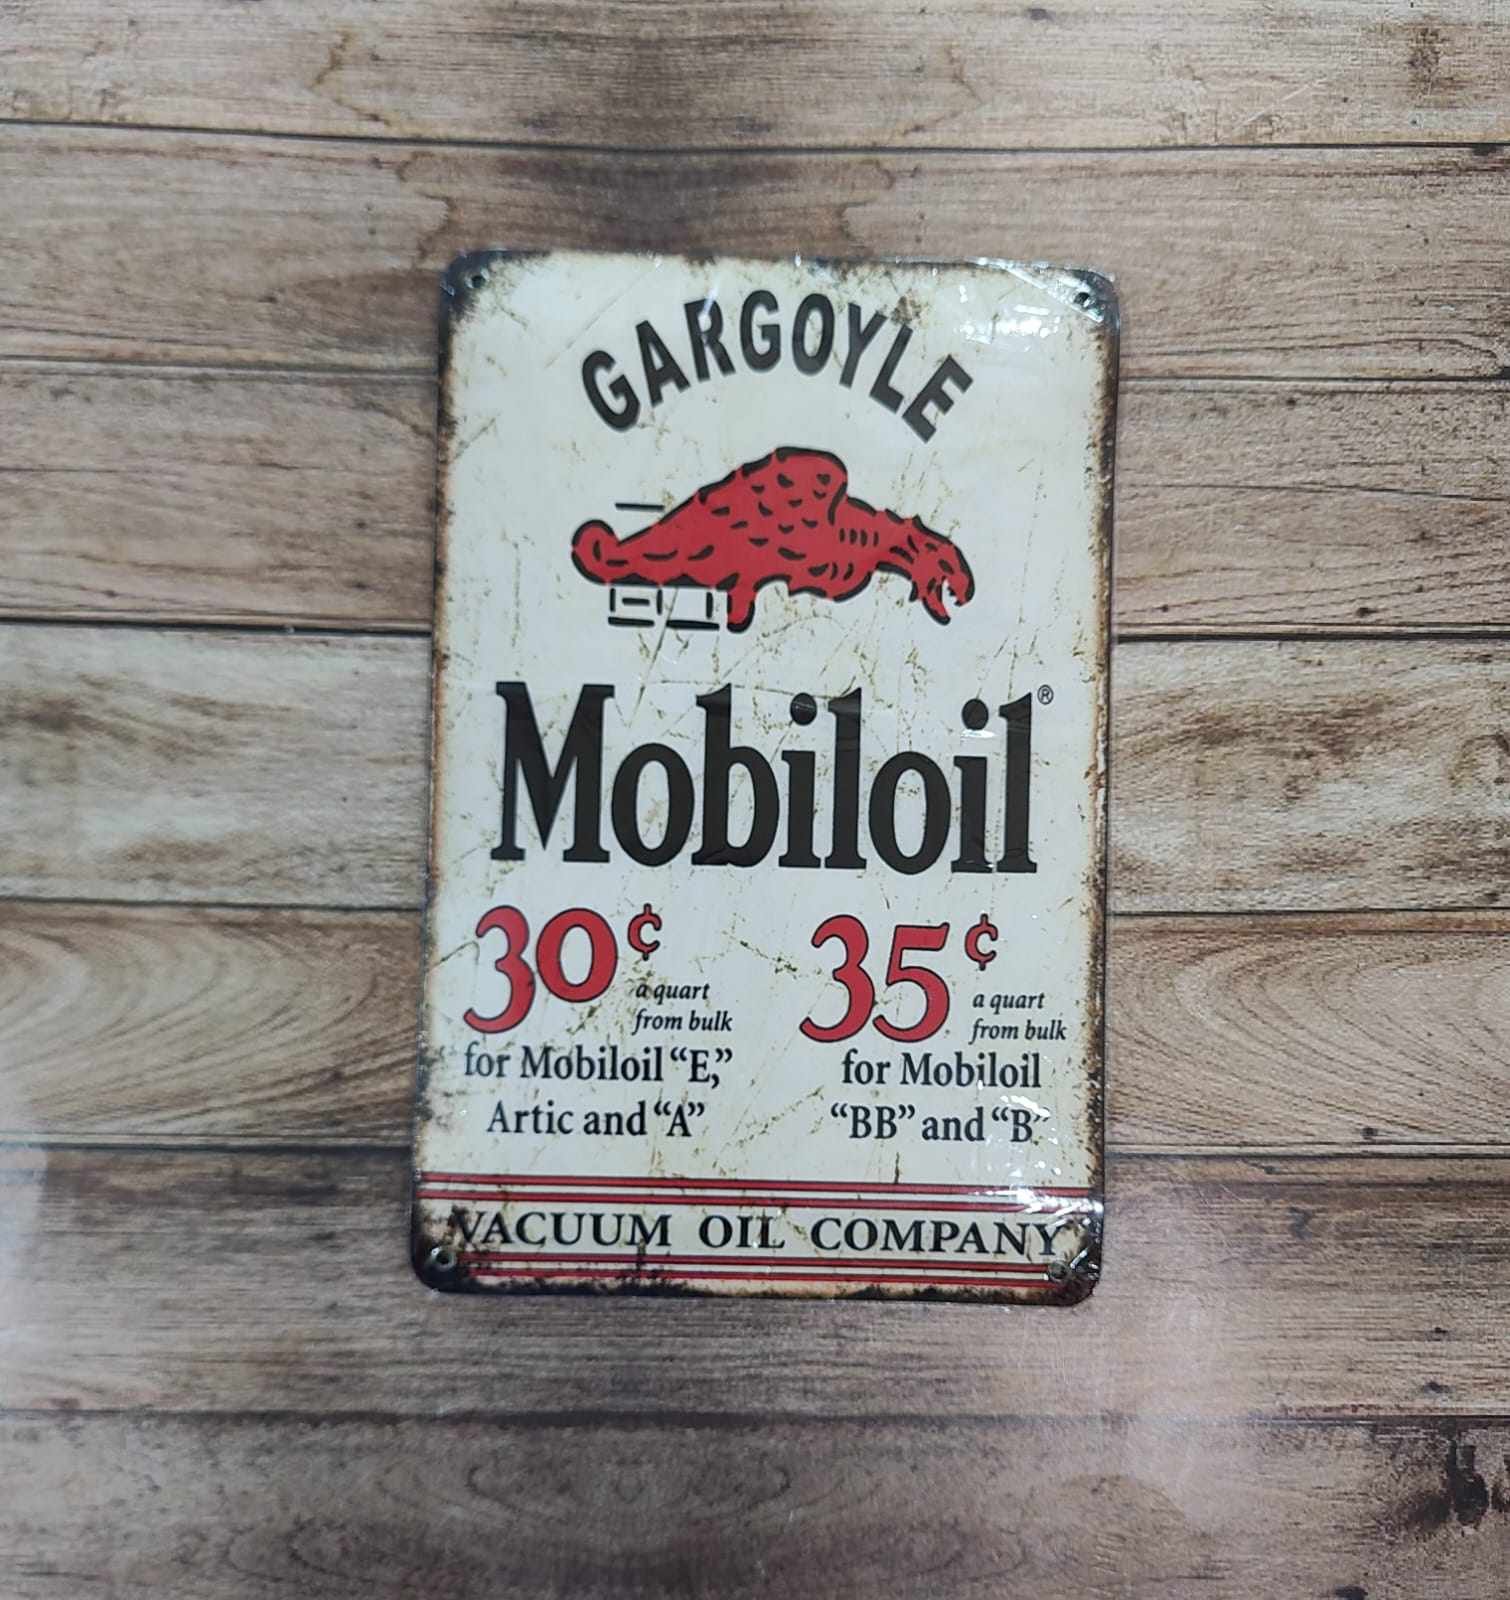 GARGOYLE
Mobiloil®
30¢ a quart from bulk
for Mobiloil “E,”
Artic and “A”
35¢ a quart from bulk
for Mobiloil
“BB” and “B”
VACUUM OIL COMPANY